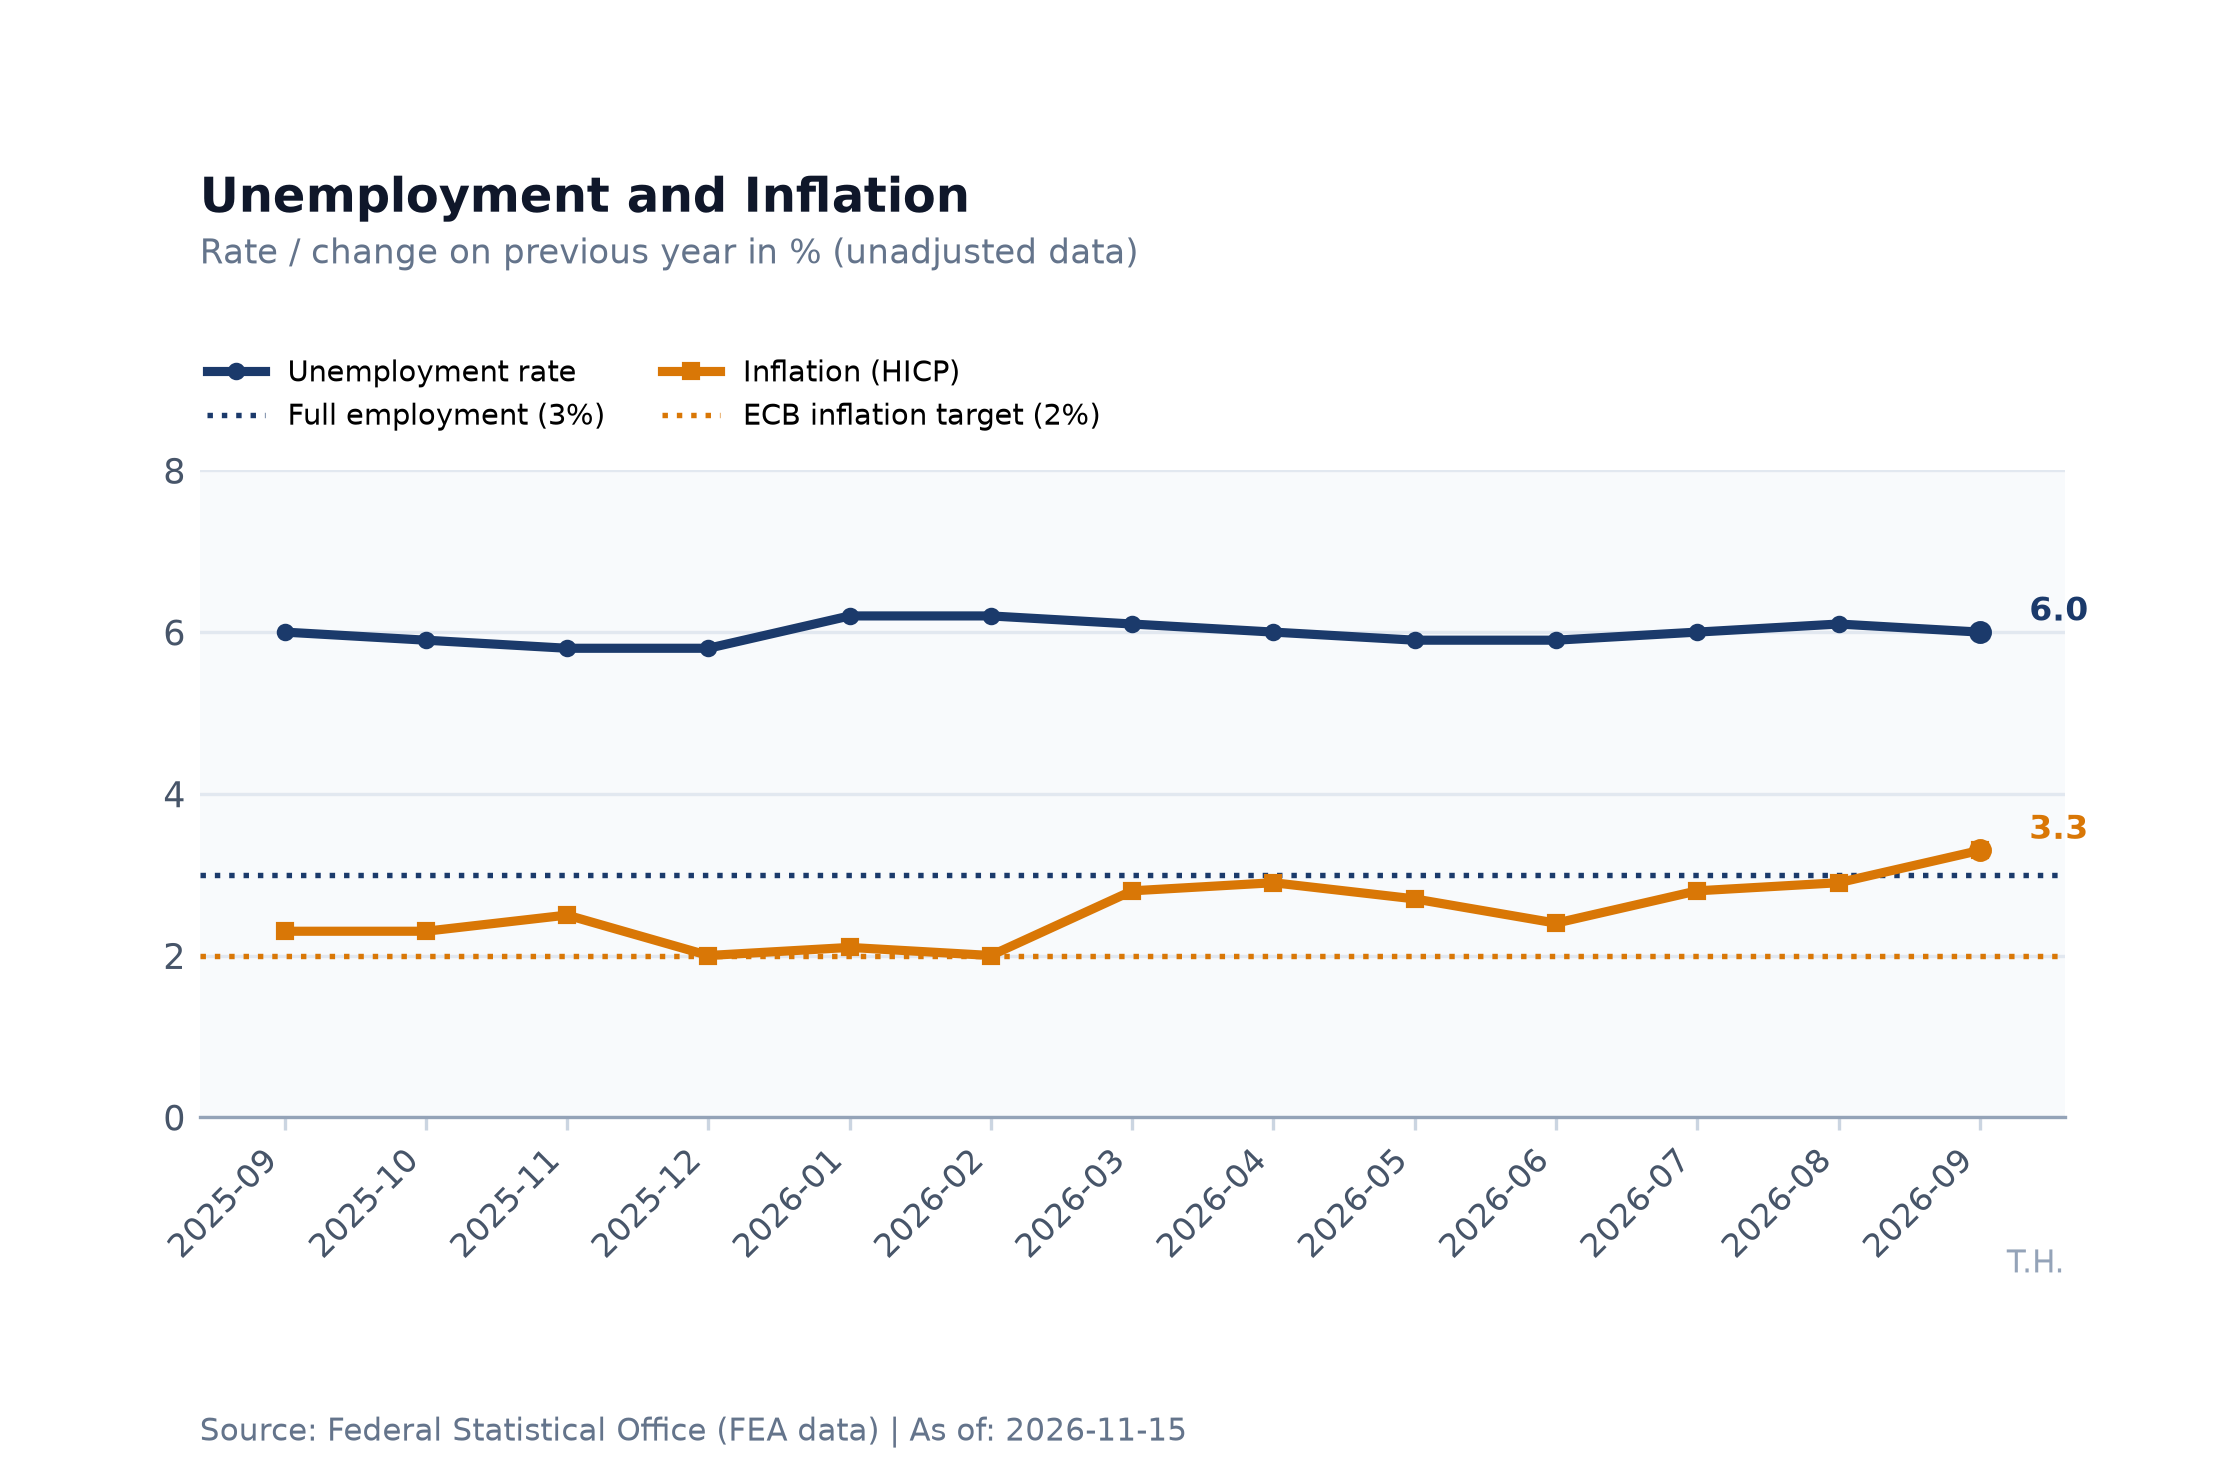 Unemployment and Inflation
Rate / change on previous year in % (unadjusted data)
Unemployment rate
Inflation (HICP)
Full employment (3%)
ECB inflation target (2%)
8
6
4
2
0
6.0
3.3
2025-09
2025-10
2025-11
2025-12
2026-01
2026-02
2026-03
2026-04
2026-05
2026-06
2026-07
2026-08
2026-09
T.H.
Source: Federal Statistical Office (FEA data) | As of: 2026-11-15